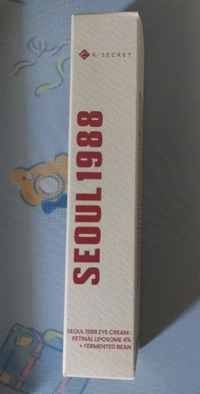 K-SECRET
SEOUL1988
SEOUL 1988 EYE CREAM:
RETINAL LIPOSOME 4%
+ FERMENTED BEAN